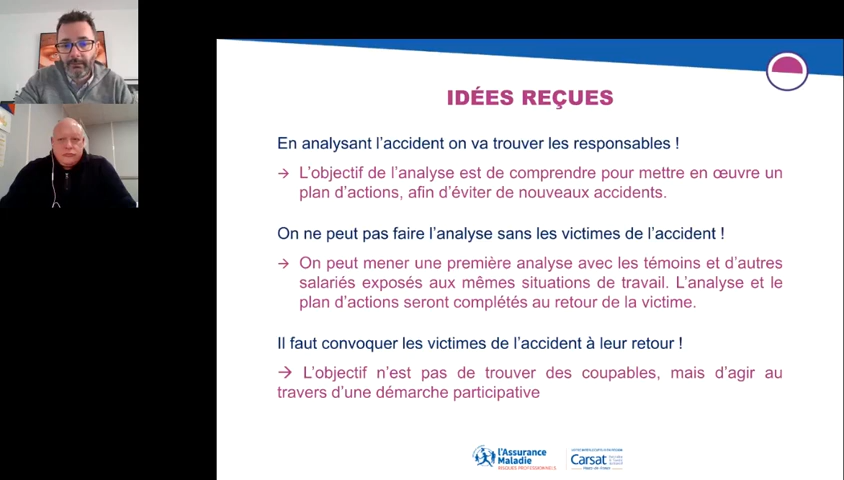 IDÉES REÇUES
En analysant l'accident on va trouver les responsables !
→ L'objectif de l'analyse est de comprendre pour mettre en œuvre un
plan d'actions, afin d'éviter de nouveaux accidents.
On ne peut pas faire l'analyse sans les victimes de l'accident !
→ On peut mener une première analyse avec les témoins et d'autres
salariés exposés aux mêmes situations de travail. L'analyse et le
plan d'actions seront complétés au retour de la victime.
Il faut convoquer les victimes de l'accident à leur retour !
→ L'objectif n'est pas de trouver des coupables, mais d'agir au
travers d'une démarche participative
l'Assurance
Maladie
RISQUES PROFESSIONNELS
Carsat